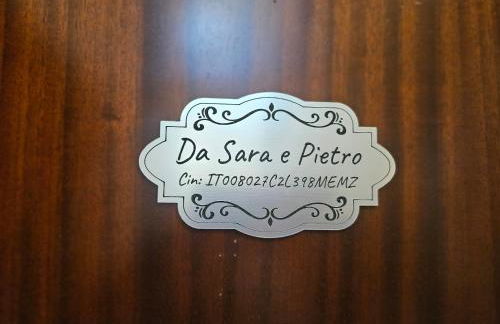 Da Sara e Pietro
Cin: IT008027C2L398MEMZ